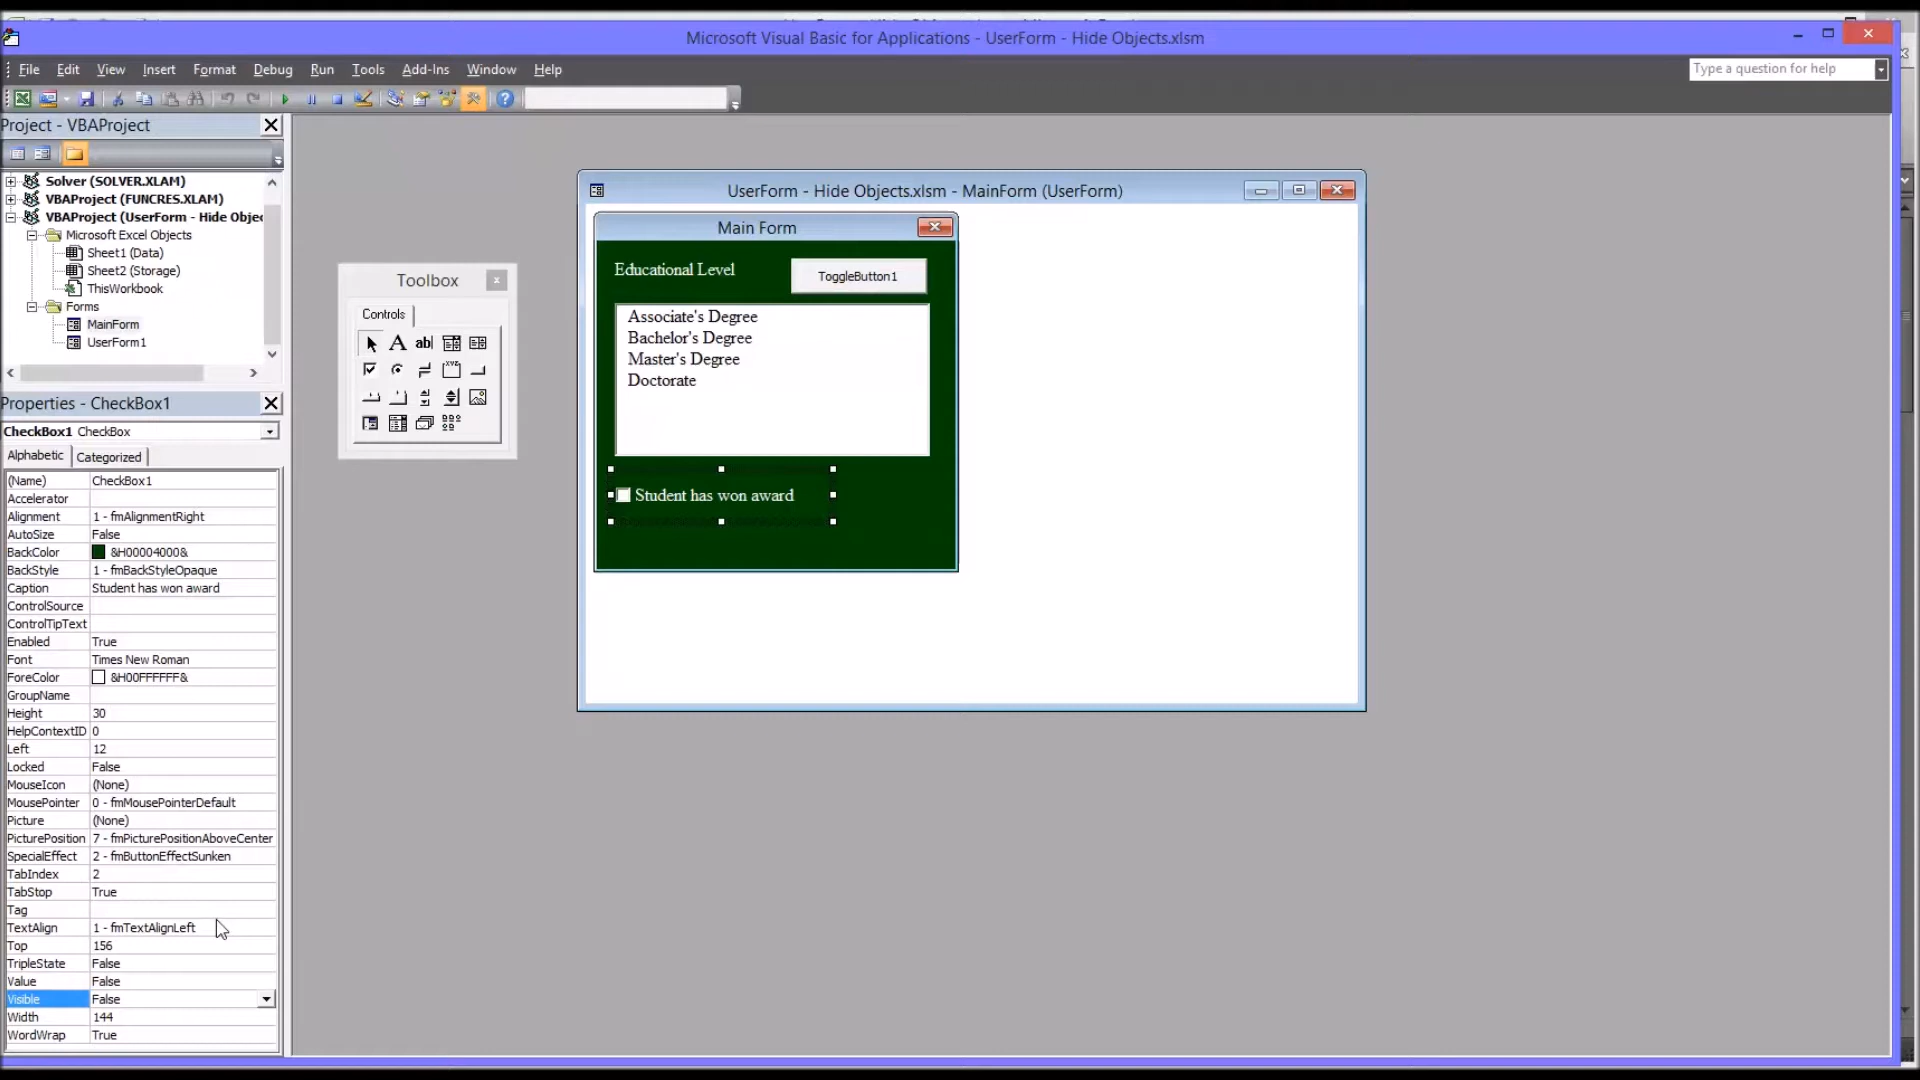 Microsoft Visual Basic for Applications - UserForm - Hide Objects.xlsm
File Edit View Insert Format Debug Run Tools Add-Ins Window Help
Type a question for help
Project - VBAProject
Solver (SOLVER.XLAM)
VBAProject (FUNCRES.XLAM)
VBAProject (UserForm - Hide Objec
Microsoft Excel Objects
Sheet1 (Data)
Sheet2 (Storage)
ThisWorkbook
Forms
MainForm
UserForm1
Properties - CheckBox1
CheckBox1 CheckBox
Alphabetic Categorized
(Name) CheckBox1
Accelerator
Alignment 1 - fmAlignmentRight
AutoSize False
BackColor &H00004000&
BackStyle 1 - fmBackStyleOpaque
Caption Student has won award
ControlSource
ControlTipText
Enabled True
Font Times New Roman
ForeColor &H00FFFFFF&
GroupName
Height 30
HelpContextID 0
Left 12
Locked False
MouseIcon (None)
MousePointer 0 - fmMousePointerDefault
Picture (None)
PicturePosition 7 - fmPicturePositionAboveCenter
SpecialEffect 2 - fmButtonEffectSunken
TabIndex 2
TabStop True
Tag
TextAlign 1 - fmTextAlignLeft
Top 156
TripleState False
Value False
Visible False
Width 144
WordWrap True
Toolbox
Controls
A ab|
XYZ
UserForm - Hide Objects.xlsm - MainForm (UserForm)
Main Form
Educational Level
ToggleButton1
Associate's Degree
Bachelor's Degree
Master's Degree
Doctorate
Student has won award